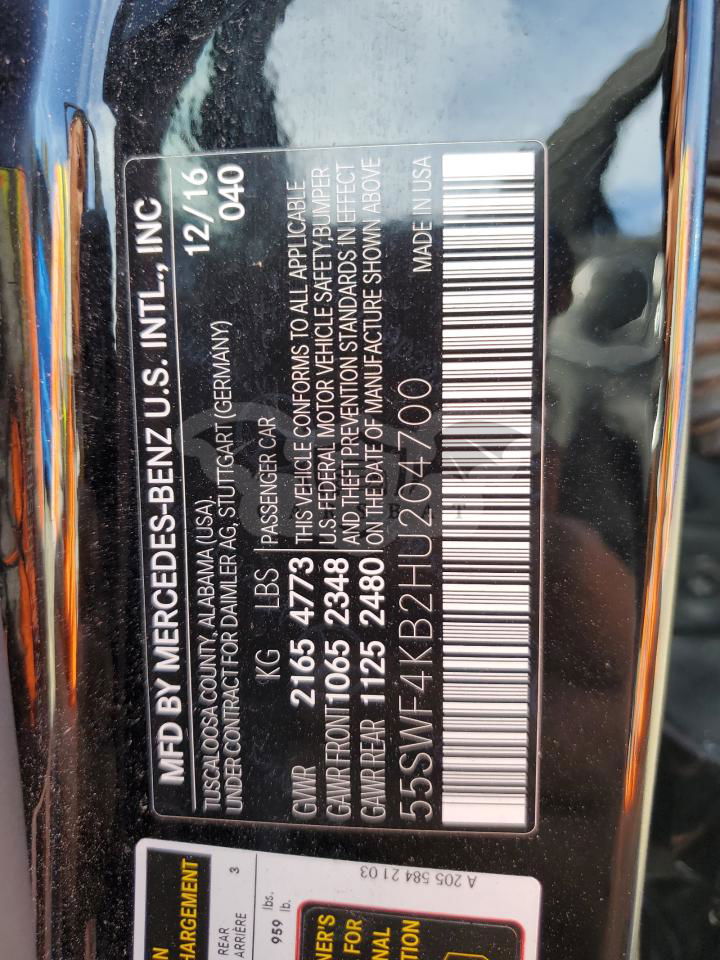 MFD BY MERCEDES-BENZ U.S. INTL., INC
TUSCALOOSA COUNTY, ALABAMA (USA),
UNDER CONTRACT FOR DAIMLER AG, STUTTGART (GERMANY)
12/16
040
KG LBS
GVWR 2165 4773
GAWR FRONT 1065 2348
GAWR REAR 1125 2480
PASSENGER CAR
THIS VEHICLE CONFORMS TO ALL APPLICABLE
U.S.-FEDERAL MOTOR VEHICLE SAFETY, BUMPER
AND THEFT PREVENTION STANDARDS IN EFFECT
ON THE DATE OF MANUFACTURE SHOWN ABOVE
55SWF4KB2HU204700
MADE IN USA
REAR
ARRIÈRE
3
959 lbs.
lb.
FOR
A 205 584 21 03